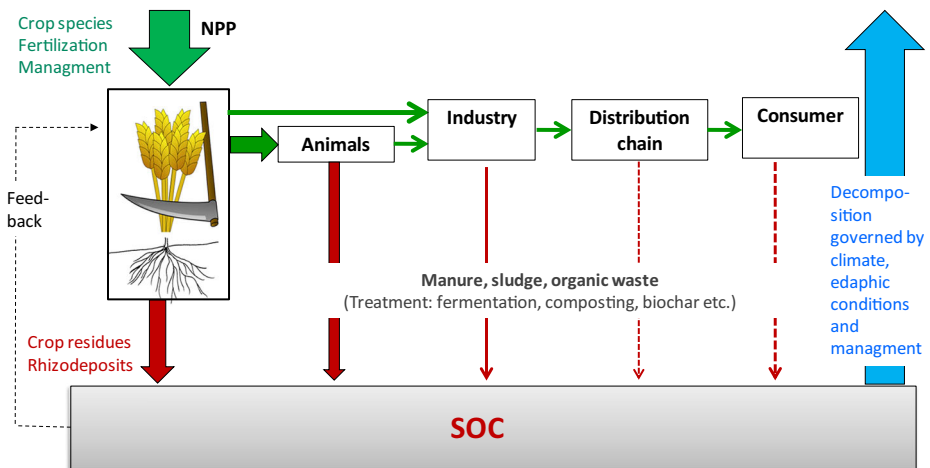 Crop species
Fertilization
Managment
NPP
Industry
Distribution
chain
Consumer
Animals
Feed-
back
Decompo-
sition
governed by
climate,
edaphic
conditions
and
managment
Manure, sludge, organic waste
(Treatment: fermentation, composting, biochar etc.)
Crop residues
Rhizodeposits
SOC